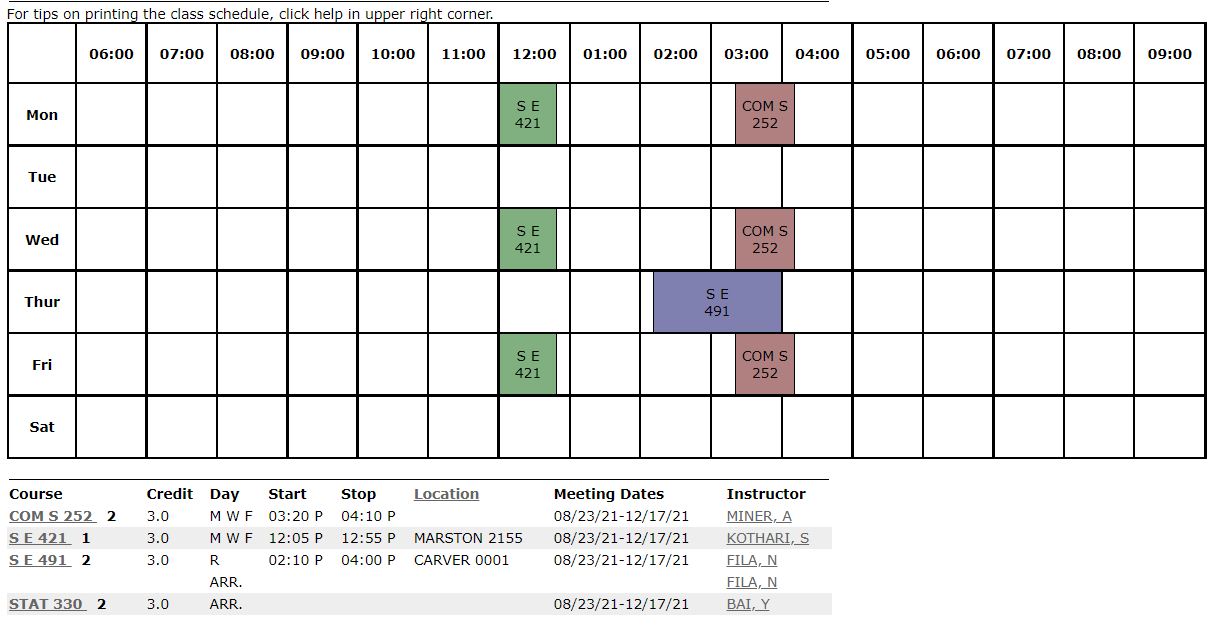 For tips on printing the class schedule, click help in upper right corner.
06:00 07:00 08:00 09:00 10:00 11:00 12:00 01:00 02:00 03:00 04:00 05:00 06:00 07:00 08:00 09:00
Mon
S E
421
COM S
252
Tue
Wed
S E
421
COM S
252
Thur
S E
491
Fri
S E
421
COM S
252
Sat
Course Credit Day Start Stop Location Meeting Dates Instructor
COM S 252 2 3.0 M W F 03:20 P 04:10 P 08/23/21-12/17/21 MINER, A
S E 421 1 3.0 M W F 12:05 P 12:55 P MARSTON 2155 08/23/21-12/17/21 KOTHARI, S
S E 491 2 3.0 R 02:10 P 04:00 P CARVER 0001 08/23/21-12/17/21 FILA, N
ARR. FILA, N
STAT 330 2 3.0 ARR. 08/23/21-12/17/21 BAI, Y